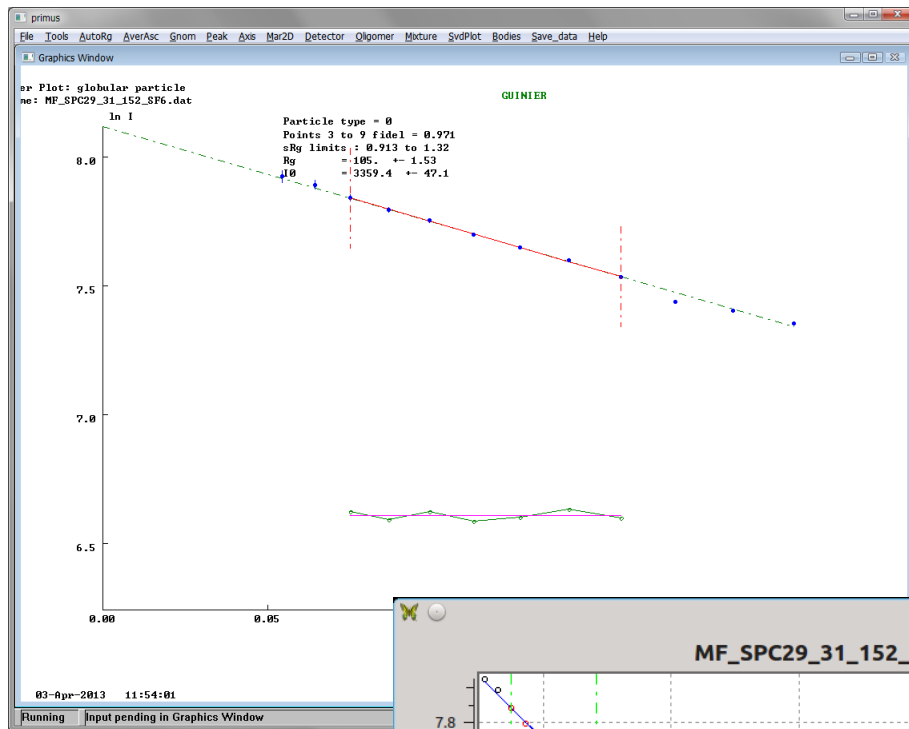 primus
File Tools AutoRg AverAsc Gnom Peak Axis Mar2D Detector Oligomer Mixture SvdPlot Bodies Save_data Help
Graphics Window
er Plot: globular particle
me: MF_SPC29_31_152_SF6.dat
GUINIER
ln I
Particle type = 0
Points 3 to 9 fidel = 0.971
sRg limits : 0.913 to 1.32
Rg = 105. +- 1.53
I0 = 3359.4 +- 47.1
8.0
7.5
7.0
6.5
0.00 0.05
03-Apr-2013 11:54:01
Running Input pending in Graphics Window
MF_SPC29_31_152_
7.8